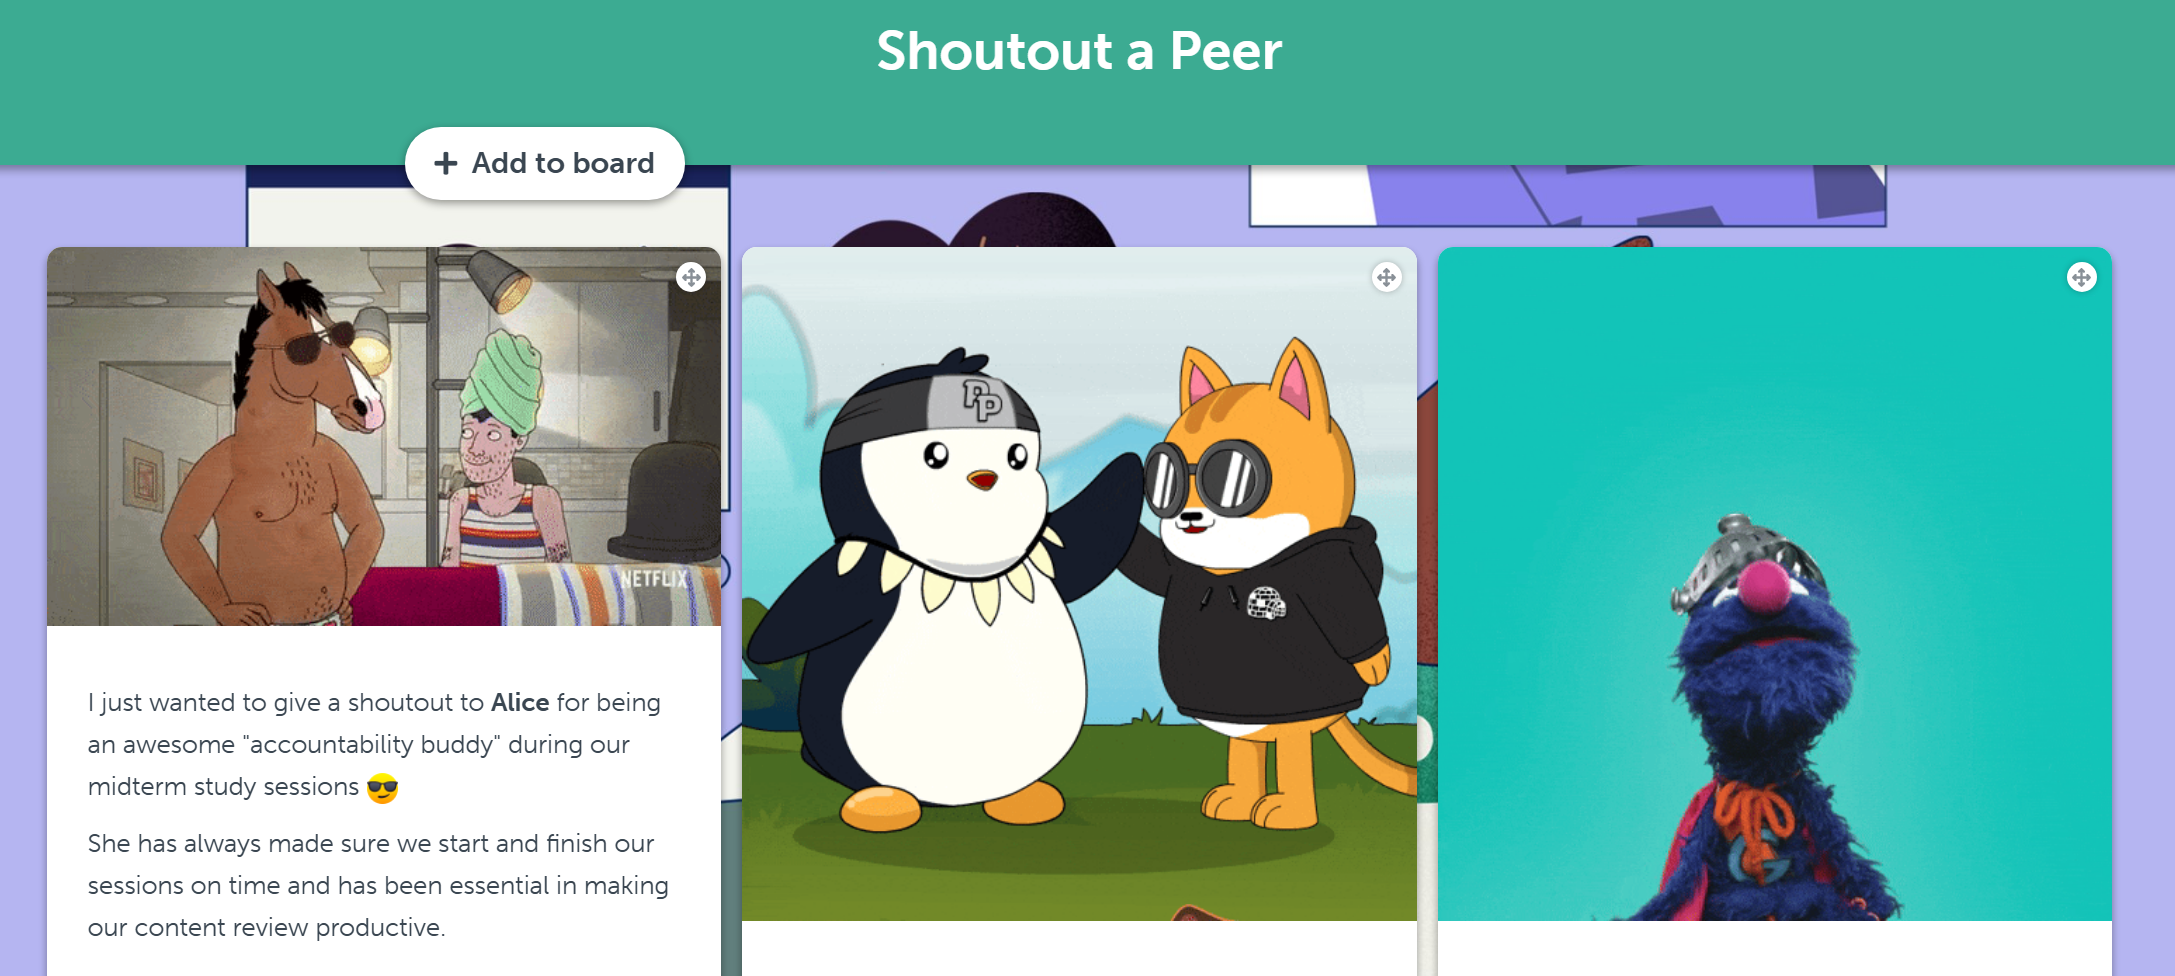 Shoutout a Peer
+ Add to board
PP
NETFLIX
I just wanted to give a shoutout to Alice for being
an awesome "accountability buddy" during our
midterm study sessions 😎
She has always made sure we start and finish our
sessions on time and has been essential in making
our content review productive.
G